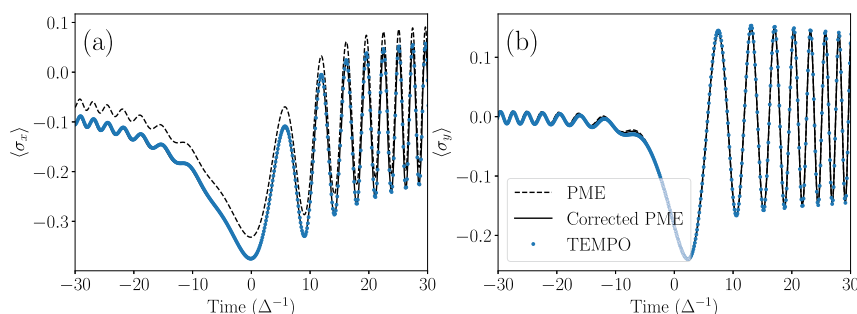 (a)
0.1
0.0
−0.1
−0.2
−0.3
⟨σx⟩
−30 −20 −10 0 10 20 30
Time (Δ⁻¹)
(b)
0.1
0.0
−0.1
−0.2
⟨σy⟩
PME
Corrected PME
TEMPO
−30 −20 −10 0 10 20 30
Time (Δ⁻¹)